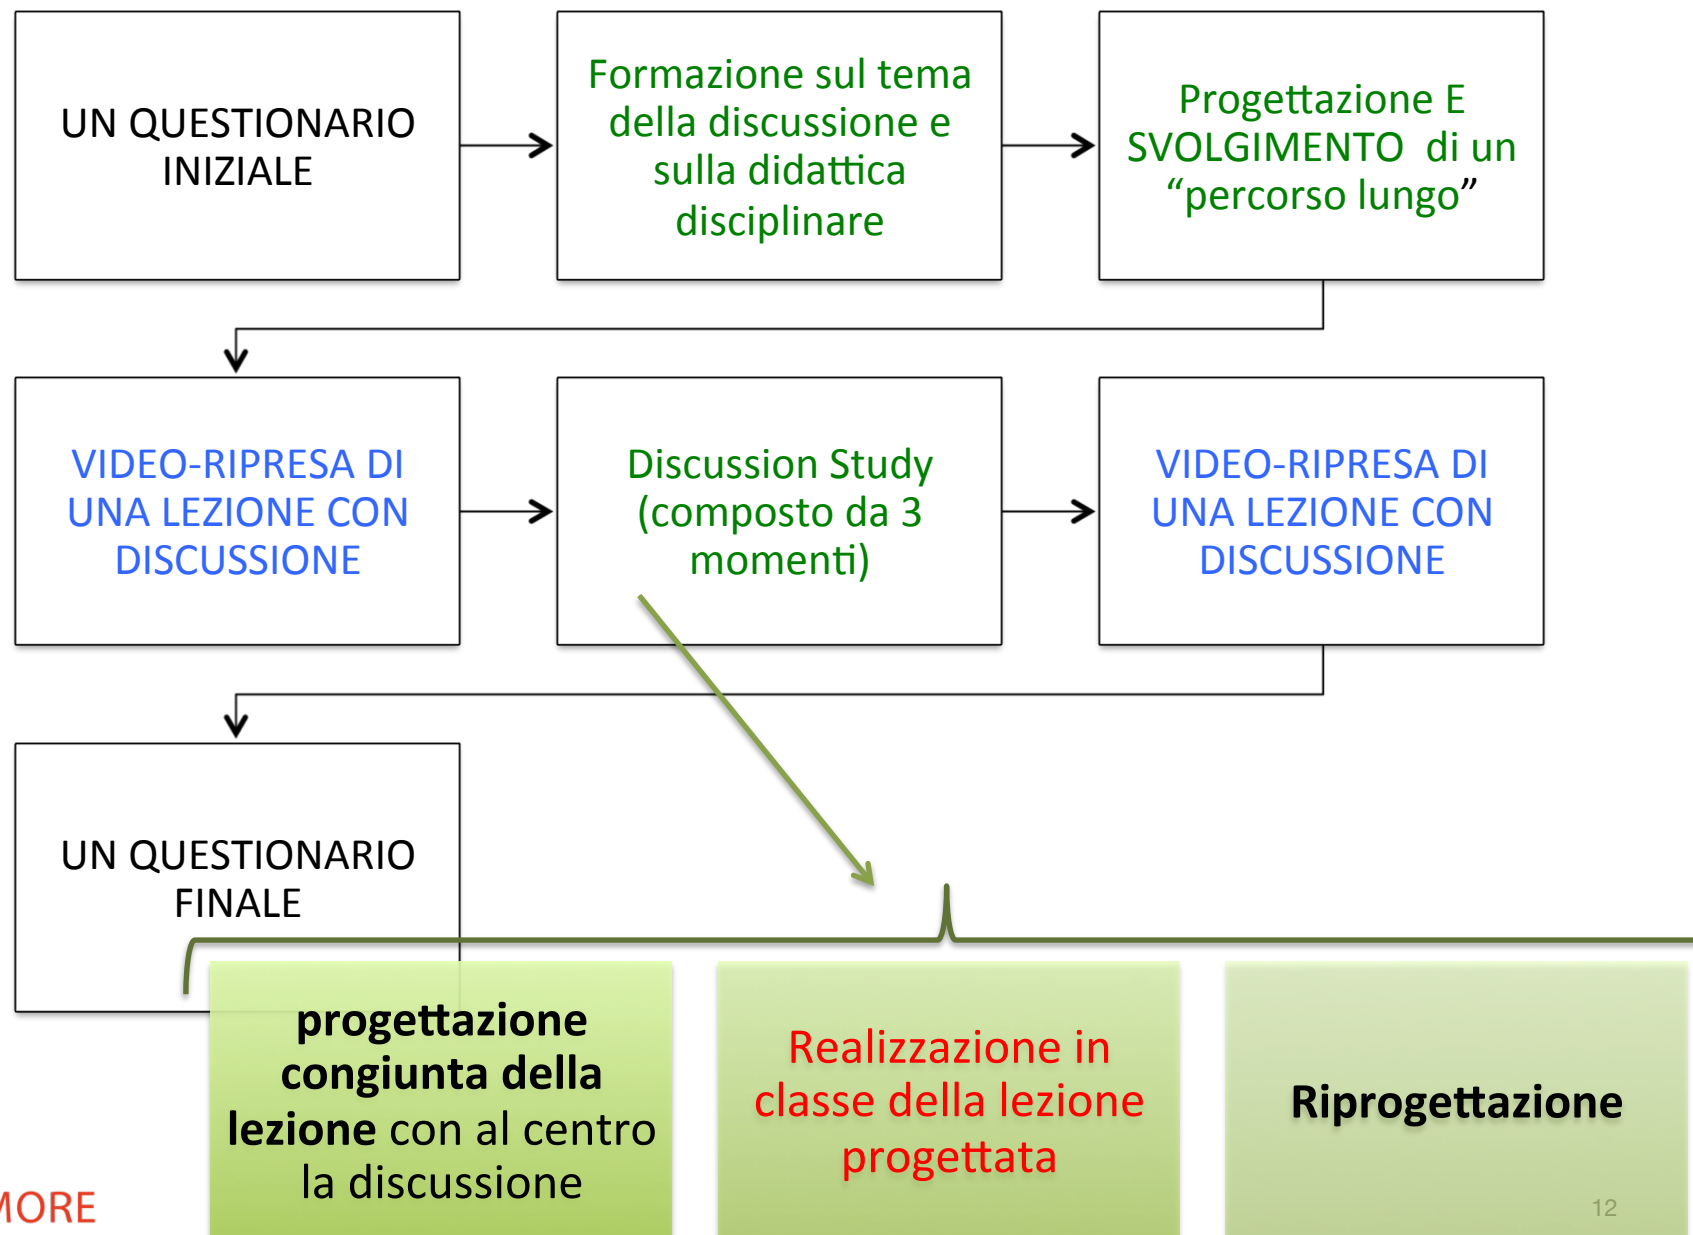 UN QUESTIONARIO
INIZIALE
Formazione sul tema
della discussione e
sulla didattica
disciplinare
Progettazione E
SVOLGIMENTO di un
“percorso lungo”
VIDEO-RIPRESA DI
UNA LEZIONE CON
DISCUSSIONE
Discussion Study
(composto da 3
momenti)
VIDEO-RIPRESA DI
UNA LEZIONE CON
DISCUSSIONE
UN QUESTIONARIO
FINALE
progettazione
congiunta della
lezione con al centro
la discussione
Realizzazione in
classe della lezione
progettata
Riprogettazione
MORE
12